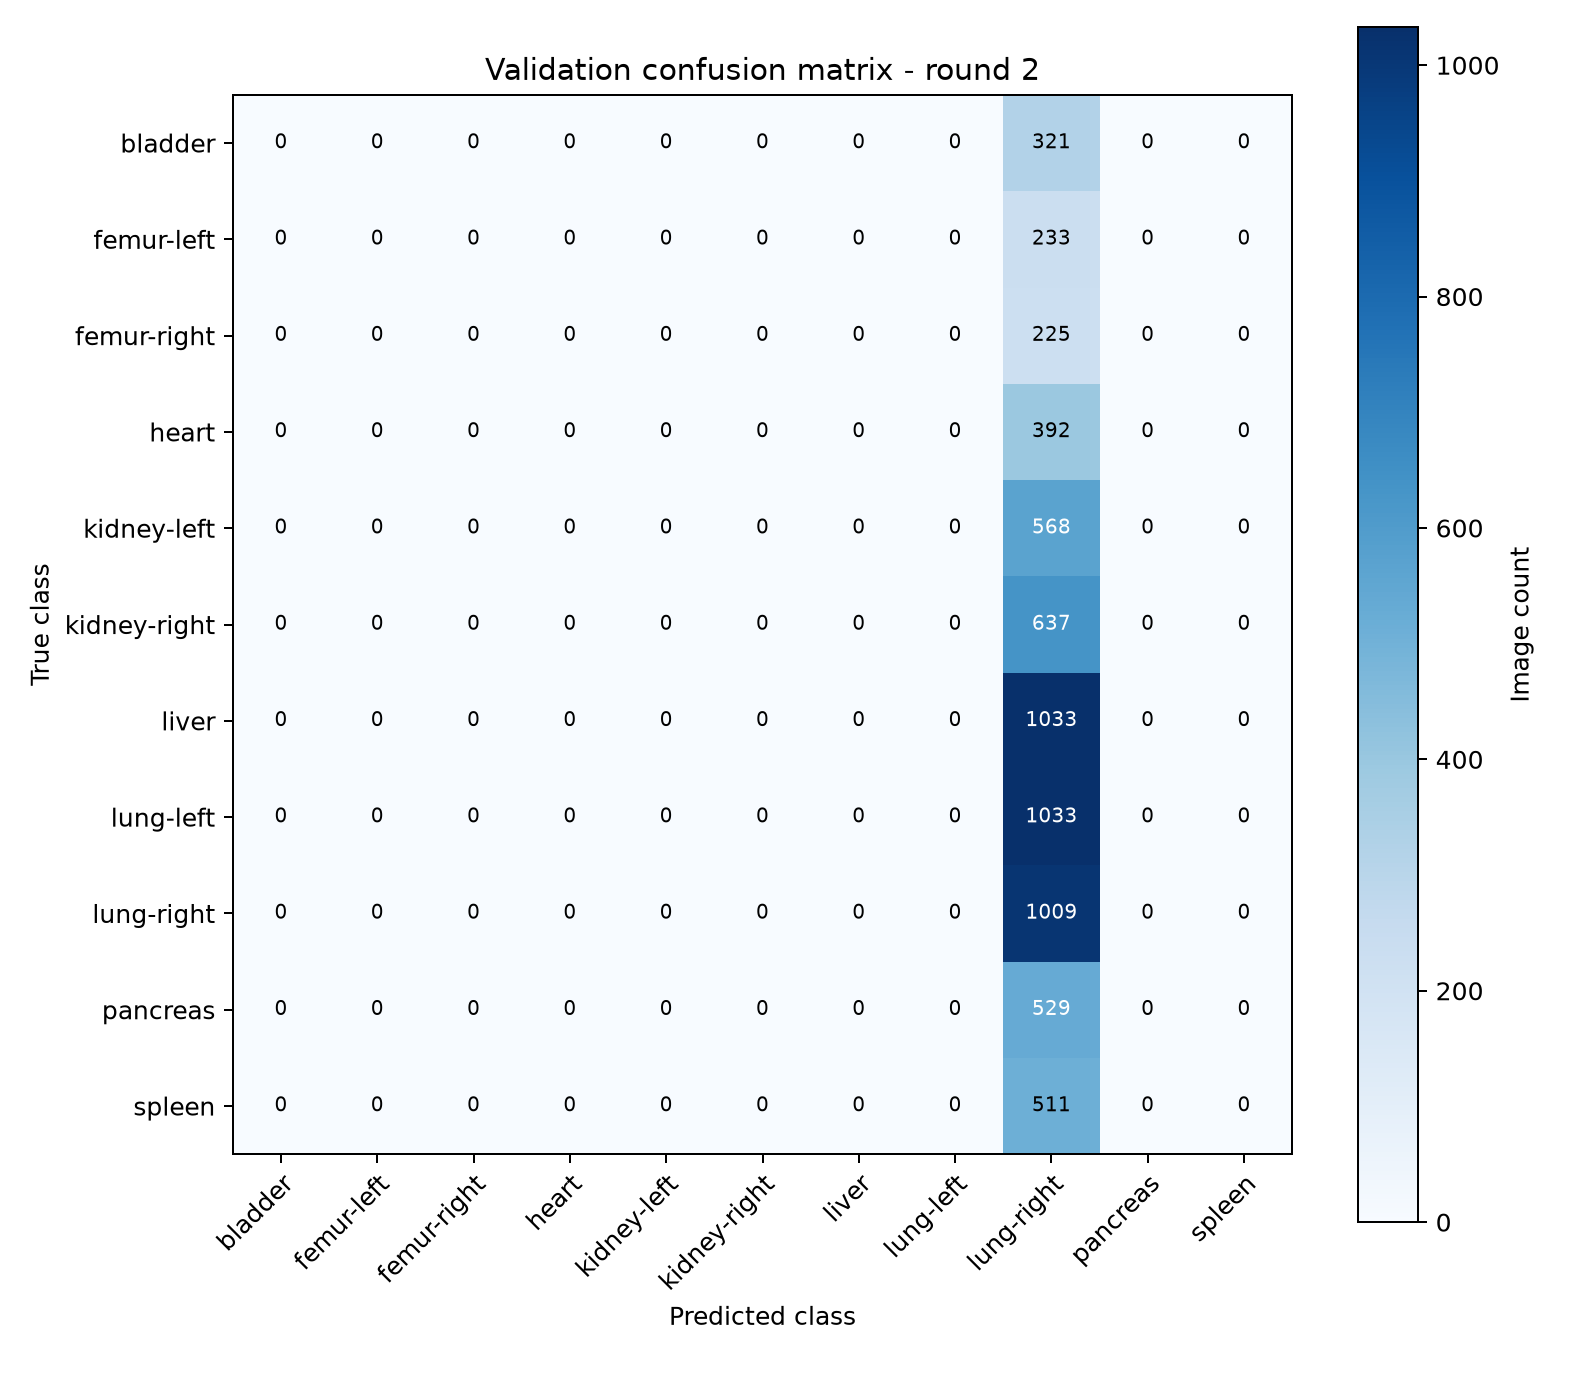 Validation confusion matrix - round 2
bladder 0 0 0 0 0 0 0 0 321 0 0
femur-left 0 0 0 0 0 0 0 0 233 0 0
femur-right 0 0 0 0 0 0 0 0 225 0 0
heart 0 0 0 0 0 0 0 0 392 0 0
kidney-left 0 0 0 0 0 0 0 0 568 0 0
kidney-right 0 0 0 0 0 0 0 0 637 0 0
liver 0 0 0 0 0 0 0 0 1033 0 0
lung-left 0 0 0 0 0 0 0 0 1033 0 0
lung-right 0 0 0 0 0 0 0 0 1009 0 0
pancreas 0 0 0 0 0 0 0 0 529 0 0
spleen 0 0 0 0 0 0 0 0 511 0 0
True class
bladder femur-left femur-right heart kidney-left kidney-right liver lung-left lung-right pancreas spleen
Predicted class
1000
800
600
400
200
0
Image count